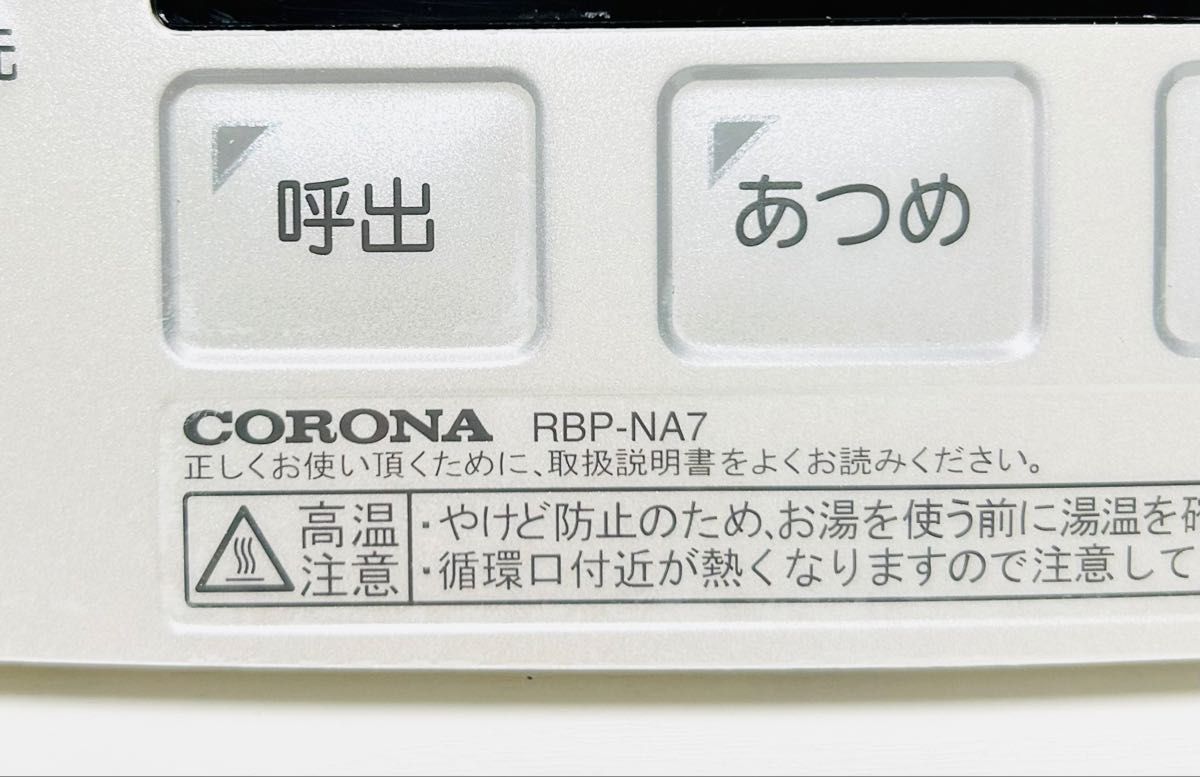 呼出
あつめ
CORONA RBP-NA7
正しくお使い頂くために、取扱説明書をよくお読みください。
高温
注意
・やけど防止のため、お湯を使う前に湯温を
・循環口付近が熱くなりますので注意して